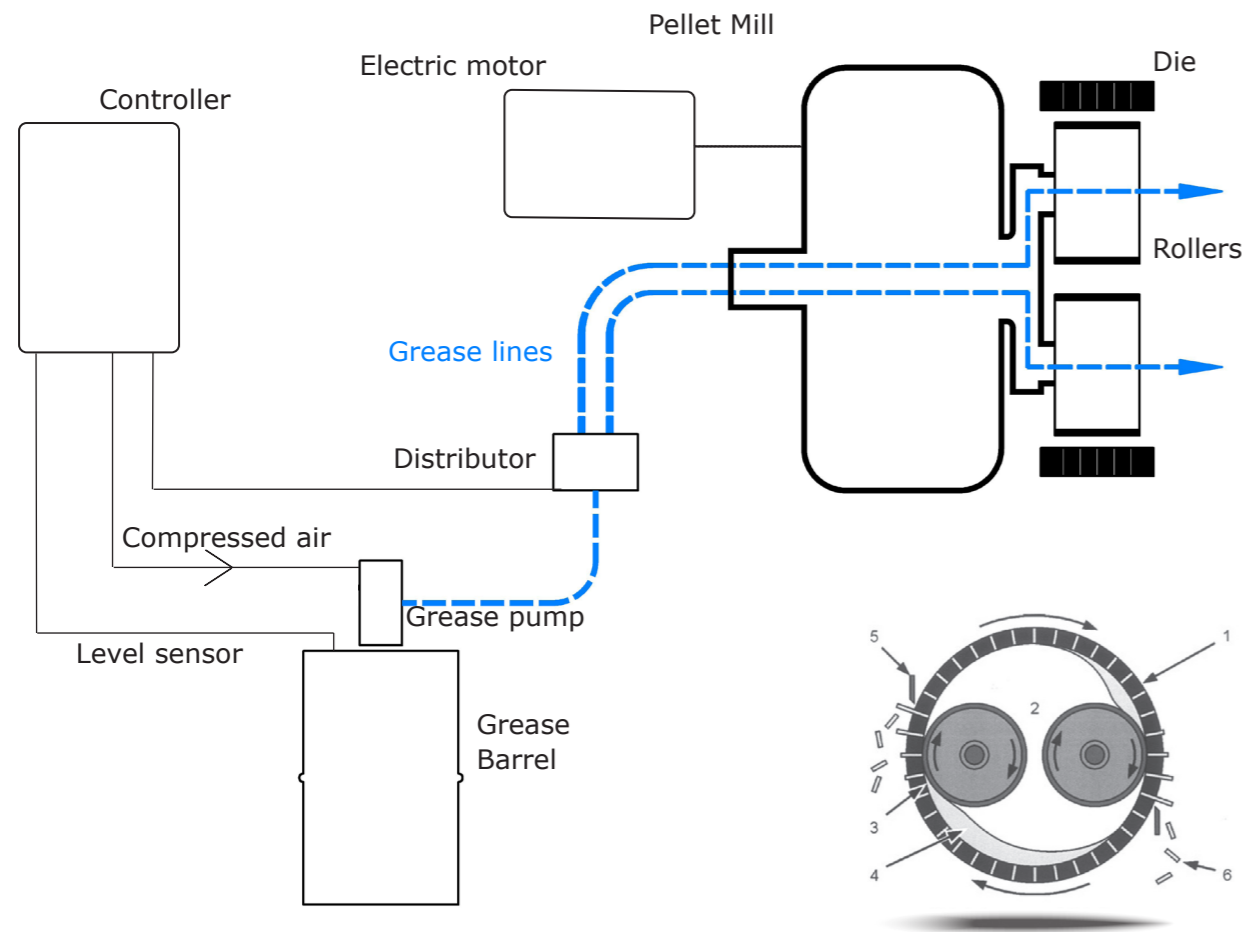 Pellet Mill
Electric motor
Die
Controller
Rollers
Grease lines
Distributor
Compressed air
Grease pump
Level sensor
Grease
Barrel
5
1
2
3
4
6